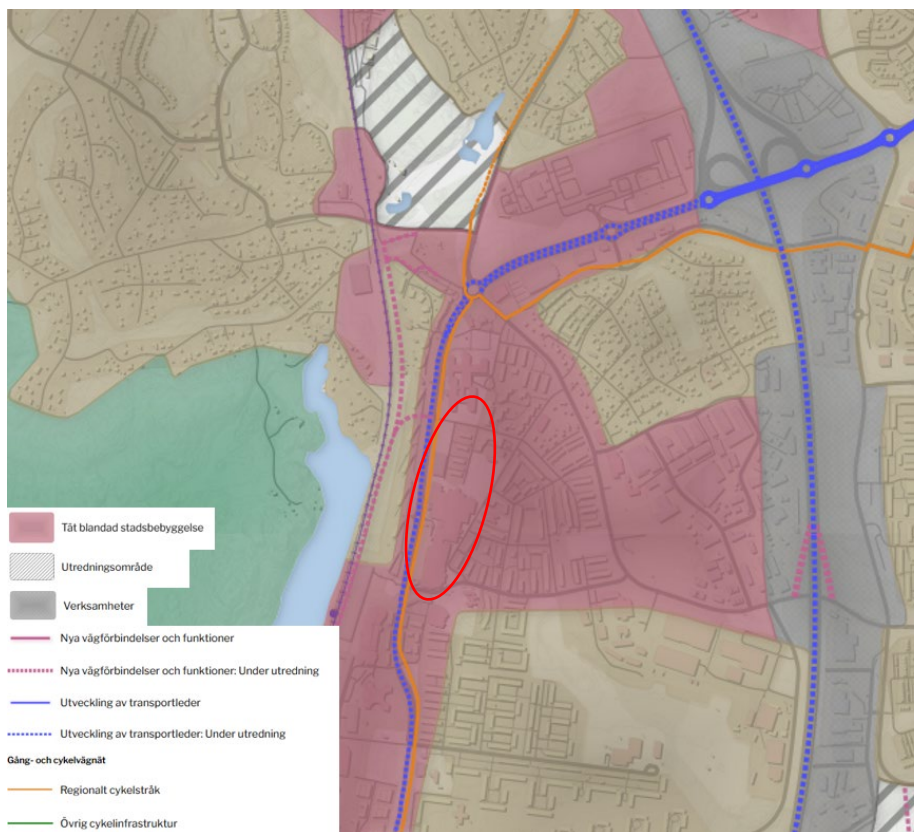 Tät blandad stadsbebyggelse
Utredningsområde
Verksamheter
Nya vägförbindelser och funktioner
Nya vägförbindelser och funktioner: Under utredning
Utveckling av transportleder
Utveckling av transportleder: Under utredning
Gång- och cykelvägnät
Regionalt cykelstråk
Övrig cykelinfrastruktur